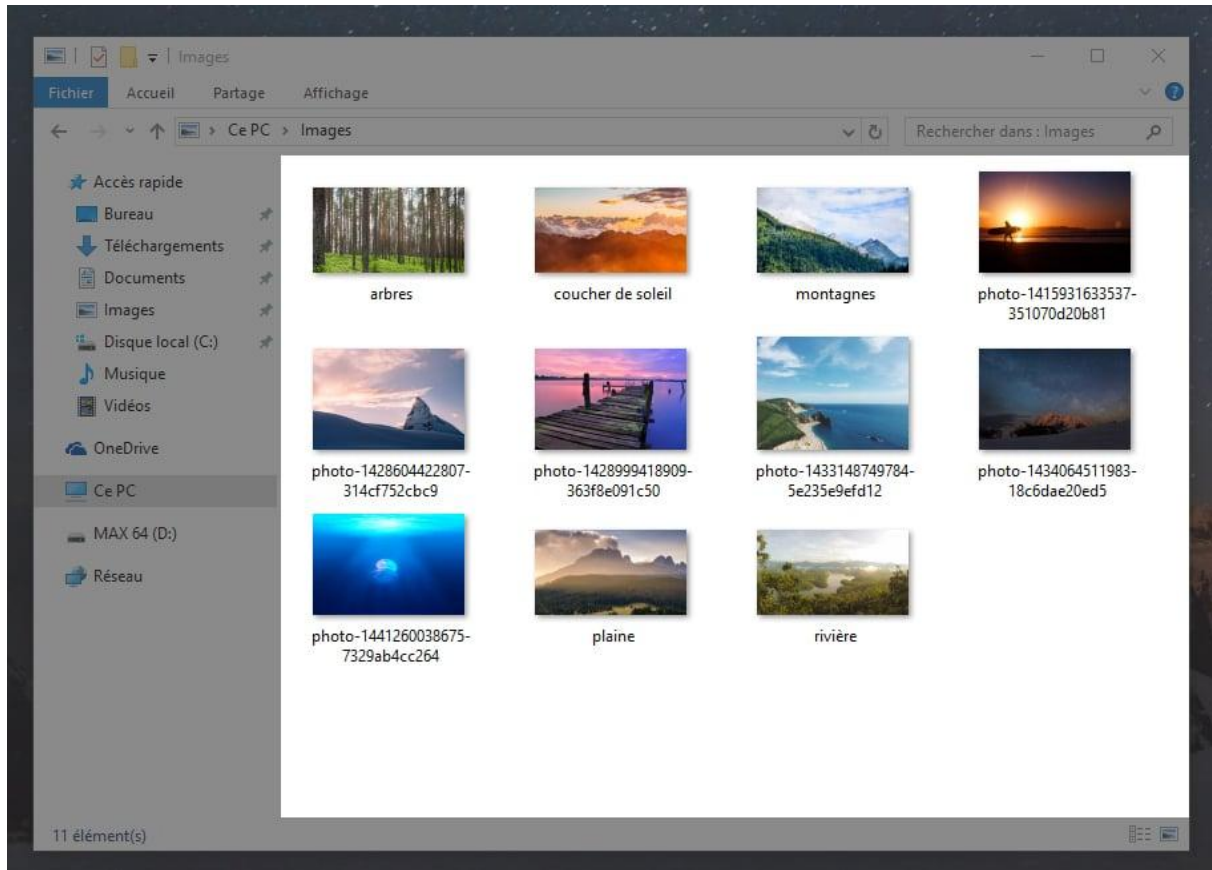 Images
Fichier Accueil Partage Affichage
Ce PC > Images
Rechercher dans : Images
Accès rapide
Bureau
Téléchargements
Documents
Images
Disque local (C:)
Musique
Vidéos
OneDrive
Ce PC
MAX 64 (D:)
Réseau
arbres
coucher de soleil
montagnes
photo-1415931633537-
351070d20b81
photo-1428604422807-
314cf752cbc9
photo-1428999418909-
363f8e091c50
photo-1433148749784-
5e235e9efd12
photo-1434064511983-
18c6dae20ed5
photo-1441260038675-
7329ab4cc264
plaine
rivière
11 élément(s)